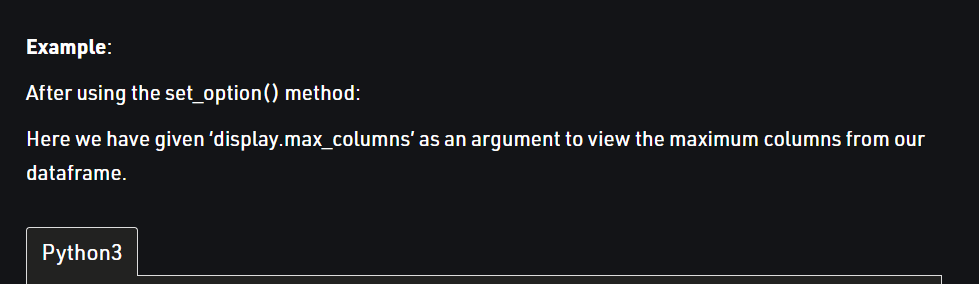 Example:
After using the set_option() method:
Here we have given 'display.max_columns' as an argument to view the maximum columns from our
dataframe.
Python3